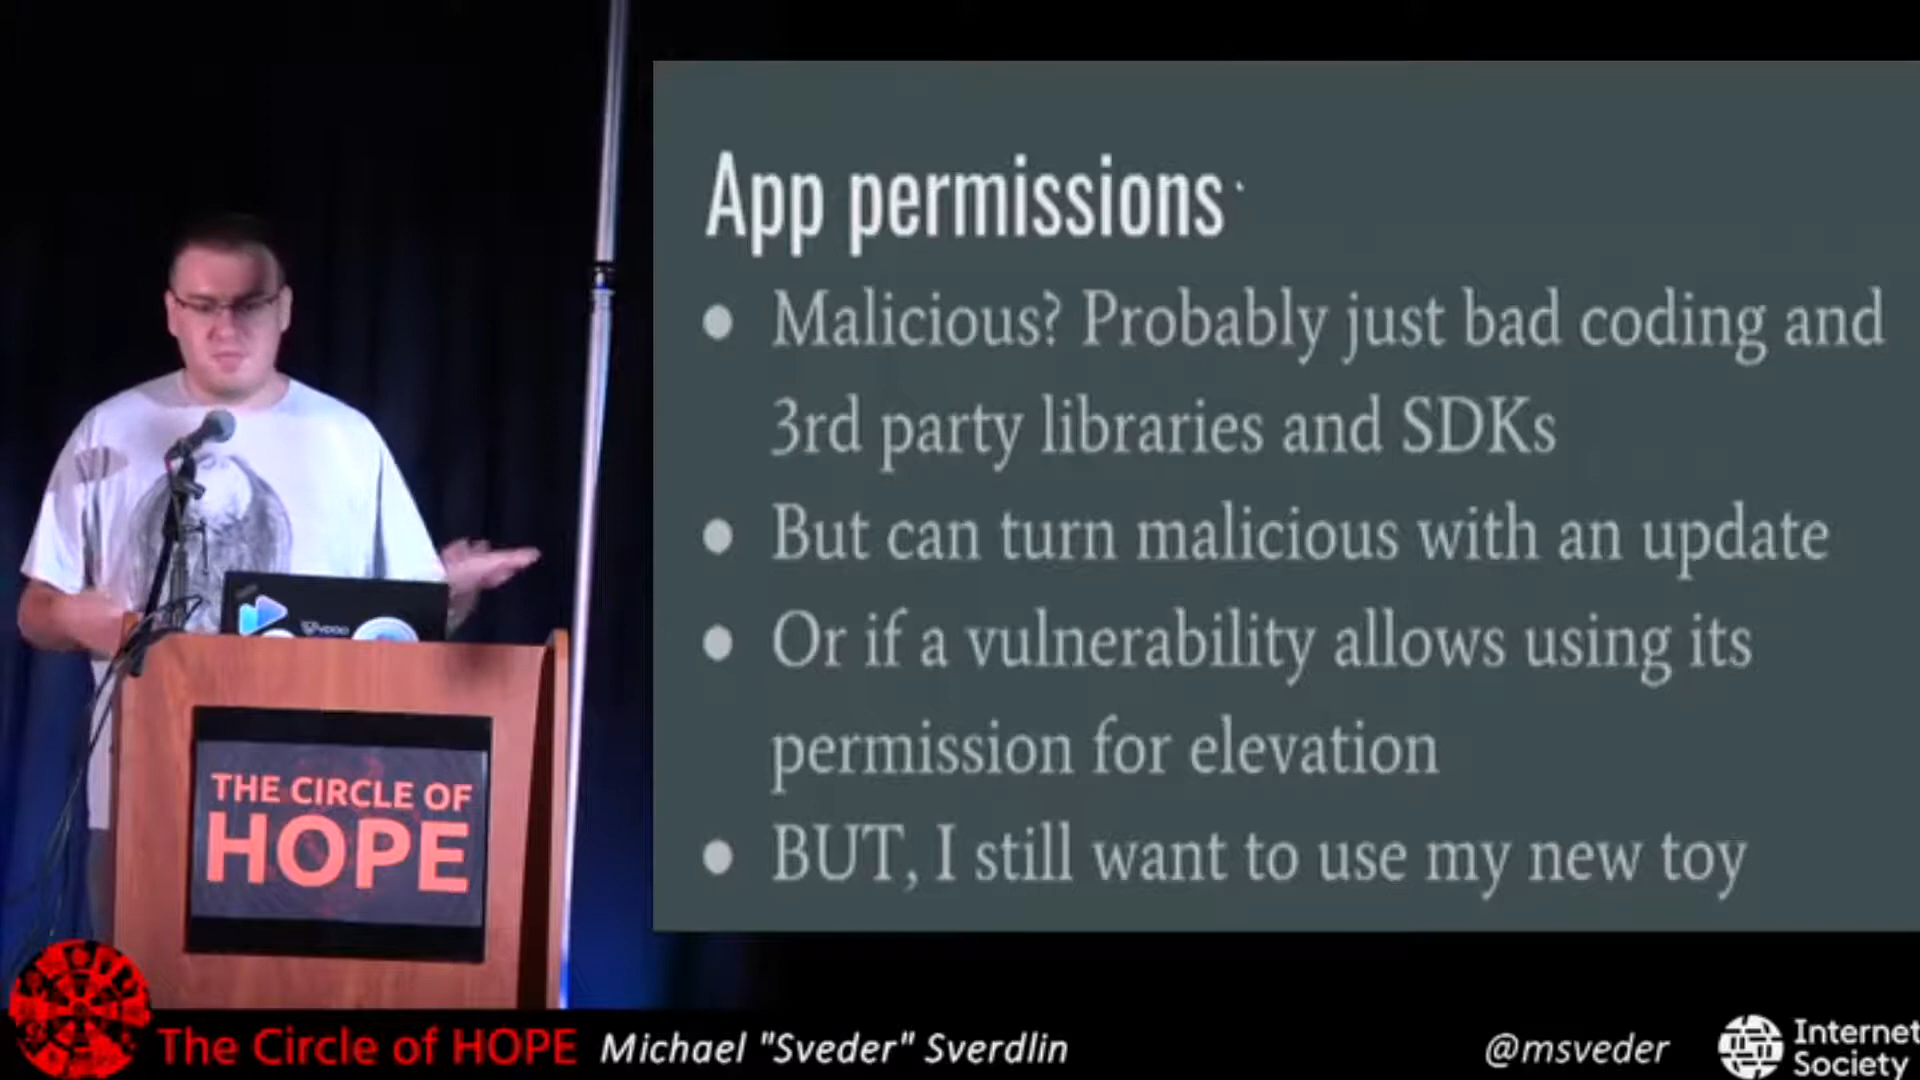 App permissions
● Malicious? Probably just bad coding and
3rd party libraries and SDKs
● But can turn malicious with an update
● Or if a vulnerability allows using its
permission for elevation
● BUT, I still want to use my new toy
THE CIRCLE OF
HOPE
The Circle of HOPE Michael "Sveder" Sverdlin @msveder
Internet
Society